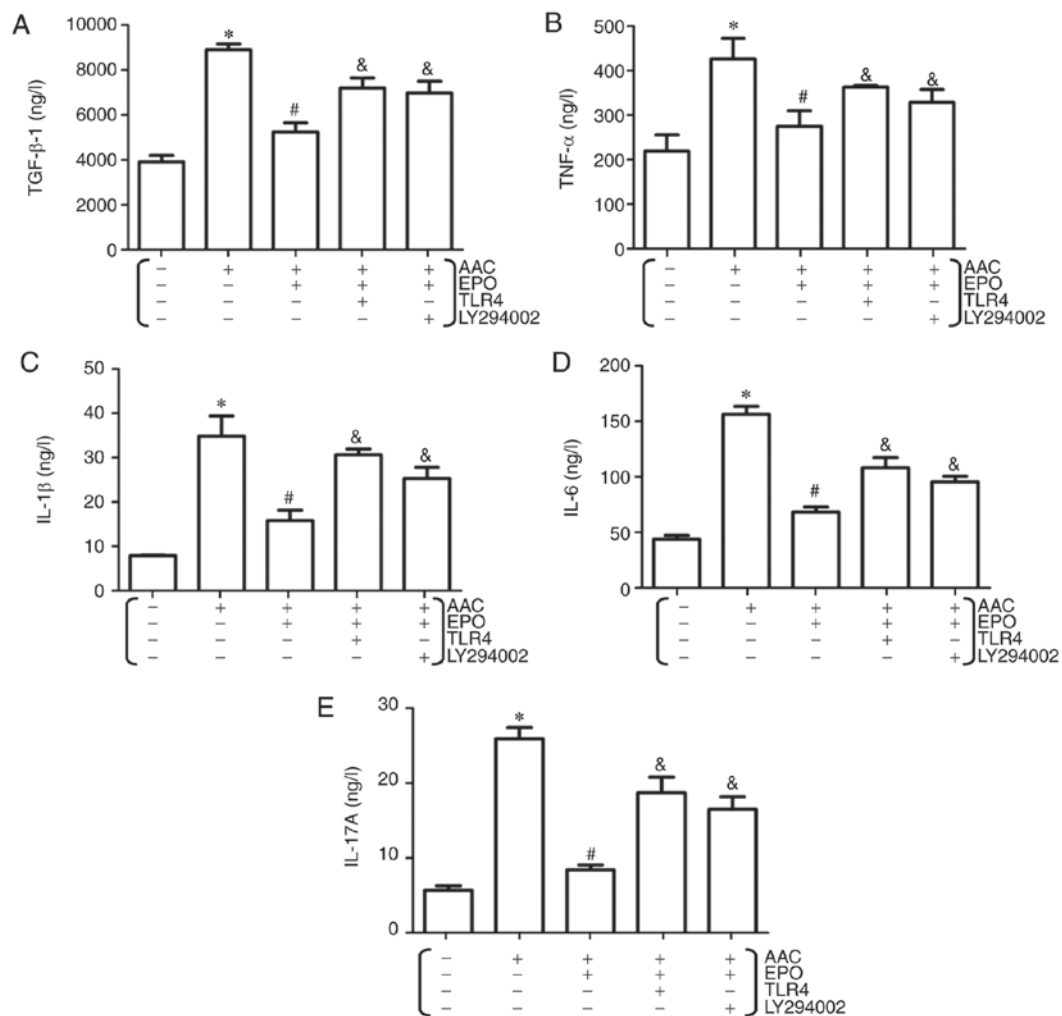 A
TGF-β-1 (ng/l)
10000
8000
6000
4000
2000
0
*
#
&
&
– + + + + AAC
– – + + + EPO
– – – + – TLR4
– – – – + LY294002
B
TNF-α (ng/l)
500
400
300
200
100
0
*
#
&
&
– + + + + AAC
– – + + + EPO
– – – + – TLR4
– – – – + LY294002
C
IL-1β (ng/l)
50
40
30
20
10
0
*
#
&
&
– + + + + AAC
– – + + + EPO
– – – + – TLR4
– – – – + LY294002
D
IL-6 (ng/l)
200
150
100
50
0
*
#
&
&
– + + + + AAC
– – + + + EPO
– – – + – TLR4
– – – – + LY294002
E
IL-17A (ng/l)
30
20
10
0
*
#
&
&
– + + + + AAC
– – + + + EPO
– – – + – TLR4
– – – – + LY294002